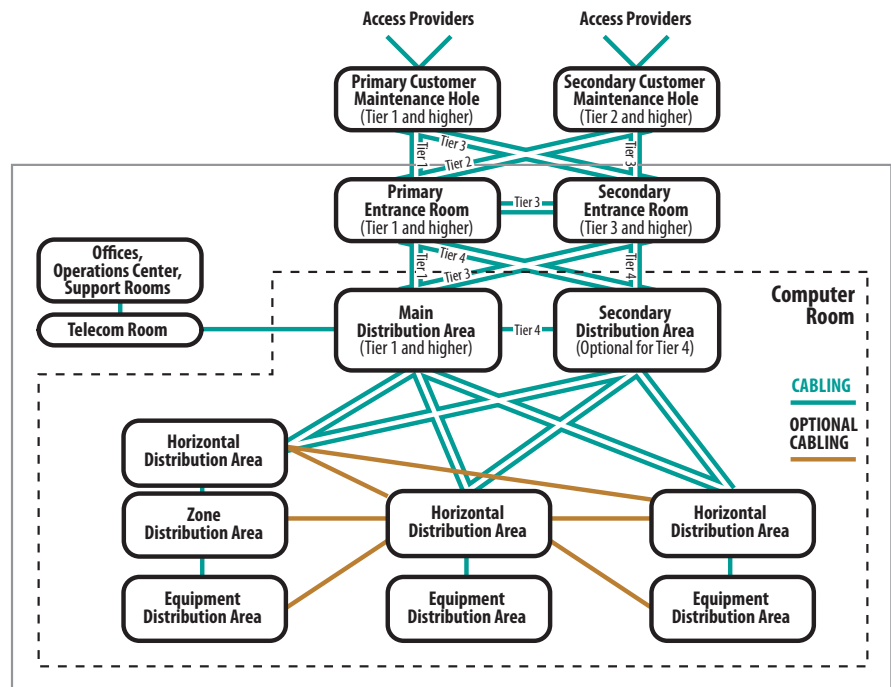 Access Providers
Access Providers
Primary Customer
Maintenance Hole
(Tier 1 and higher)
Secondary Customer
Maintenance Hole
(Tier 2 and higher)
Tier 1
Tier 3
Tier 2
Tier 3
Primary
Entrance Room
(Tier 1 and higher)
Tier 3
Secondary
Entrance Room
(Tier 3 and higher)
Tier 1
Tier 4
Tier 3
Tier 4
Offices,
Operations Center,
Support Rooms
Telecom Room
Main
Distribution Area
(Tier 1 and higher)
Tier 4
Secondary
Distribution Area
(Optional for Tier 4)
Computer
Room
CABLING
OPTIONAL
CABLING
Horizontal
Distribution Area
Zone
Distribution Area
Horizontal
Distribution Area
Horizontal
Distribution Area
Equipment
Distribution Area
Equipment
Distribution Area
Equipment
Distribution Area